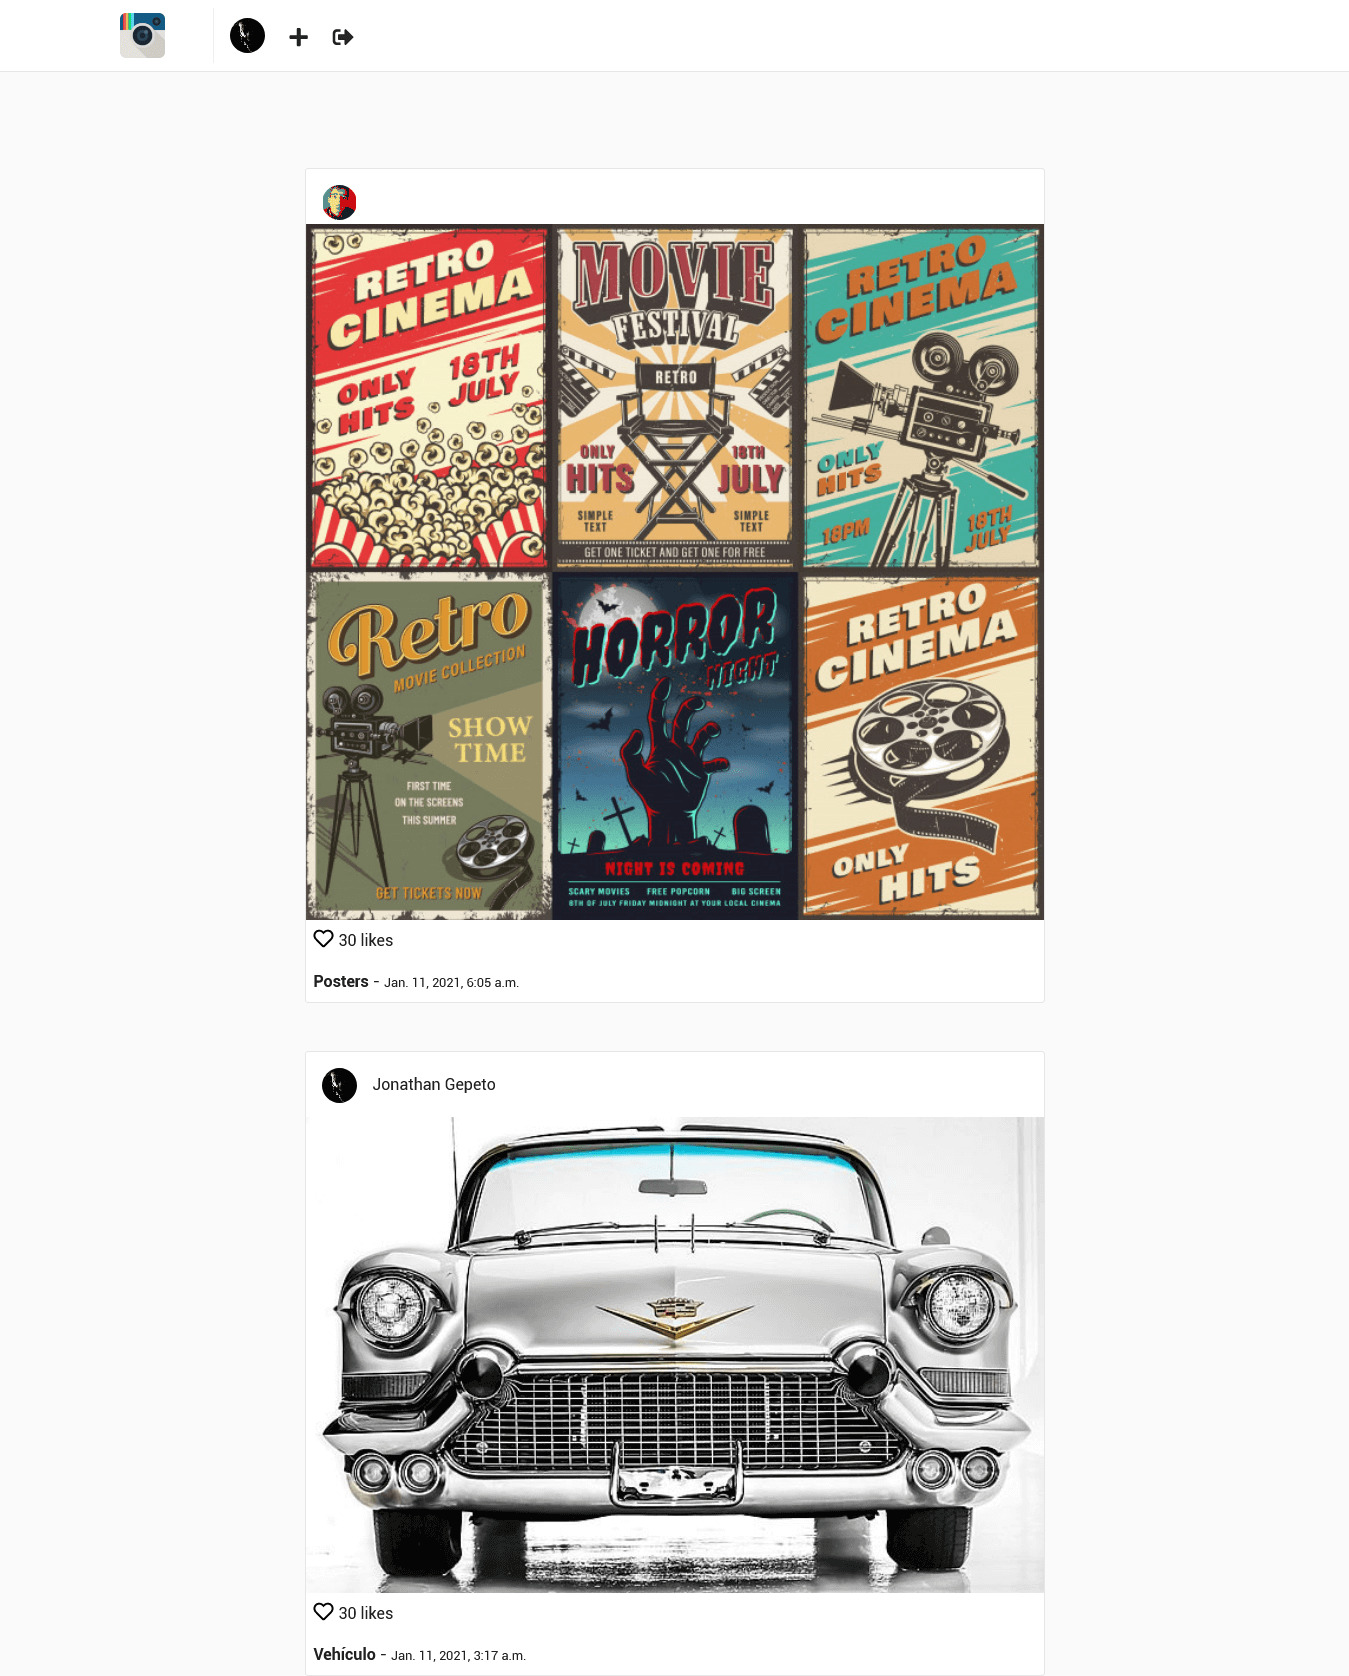 RETRO
CINEMA
ONLY
HITS
18TH
JULY
MOVIE
FESTIVAL
RETRO
ONLY
HITS
18TH
JULY
SIMPLE
TEXT
SIMPLE
TEXT
GET ONE TICKET AND GET ONE FOR FREE
RETRO
CINEMA
ONLY
HITS
18PM
18TH
JULY
Retro
MOVIE COLLECTION
SHOW
TIME
FIRST TIME
ON THE SCREENS
THIS SUMMER
GET TICKETS NOW
HORROR
NIGHT
NIGHT IS COMING
SCARY MOVIES FREE POPCORN BIG SCREEN
6TH OF JULY FRIDAY MIDNIGHT AT YOUR LOCAL CINEMA
RETRO
CINEMA
ONLY
HITS
30 likes
Posters - Jan. 11, 2021, 6:05 a.m.
Jonathan Gepeto
30 likes
Vehículo - Jan. 11, 2021, 3:17 a.m.